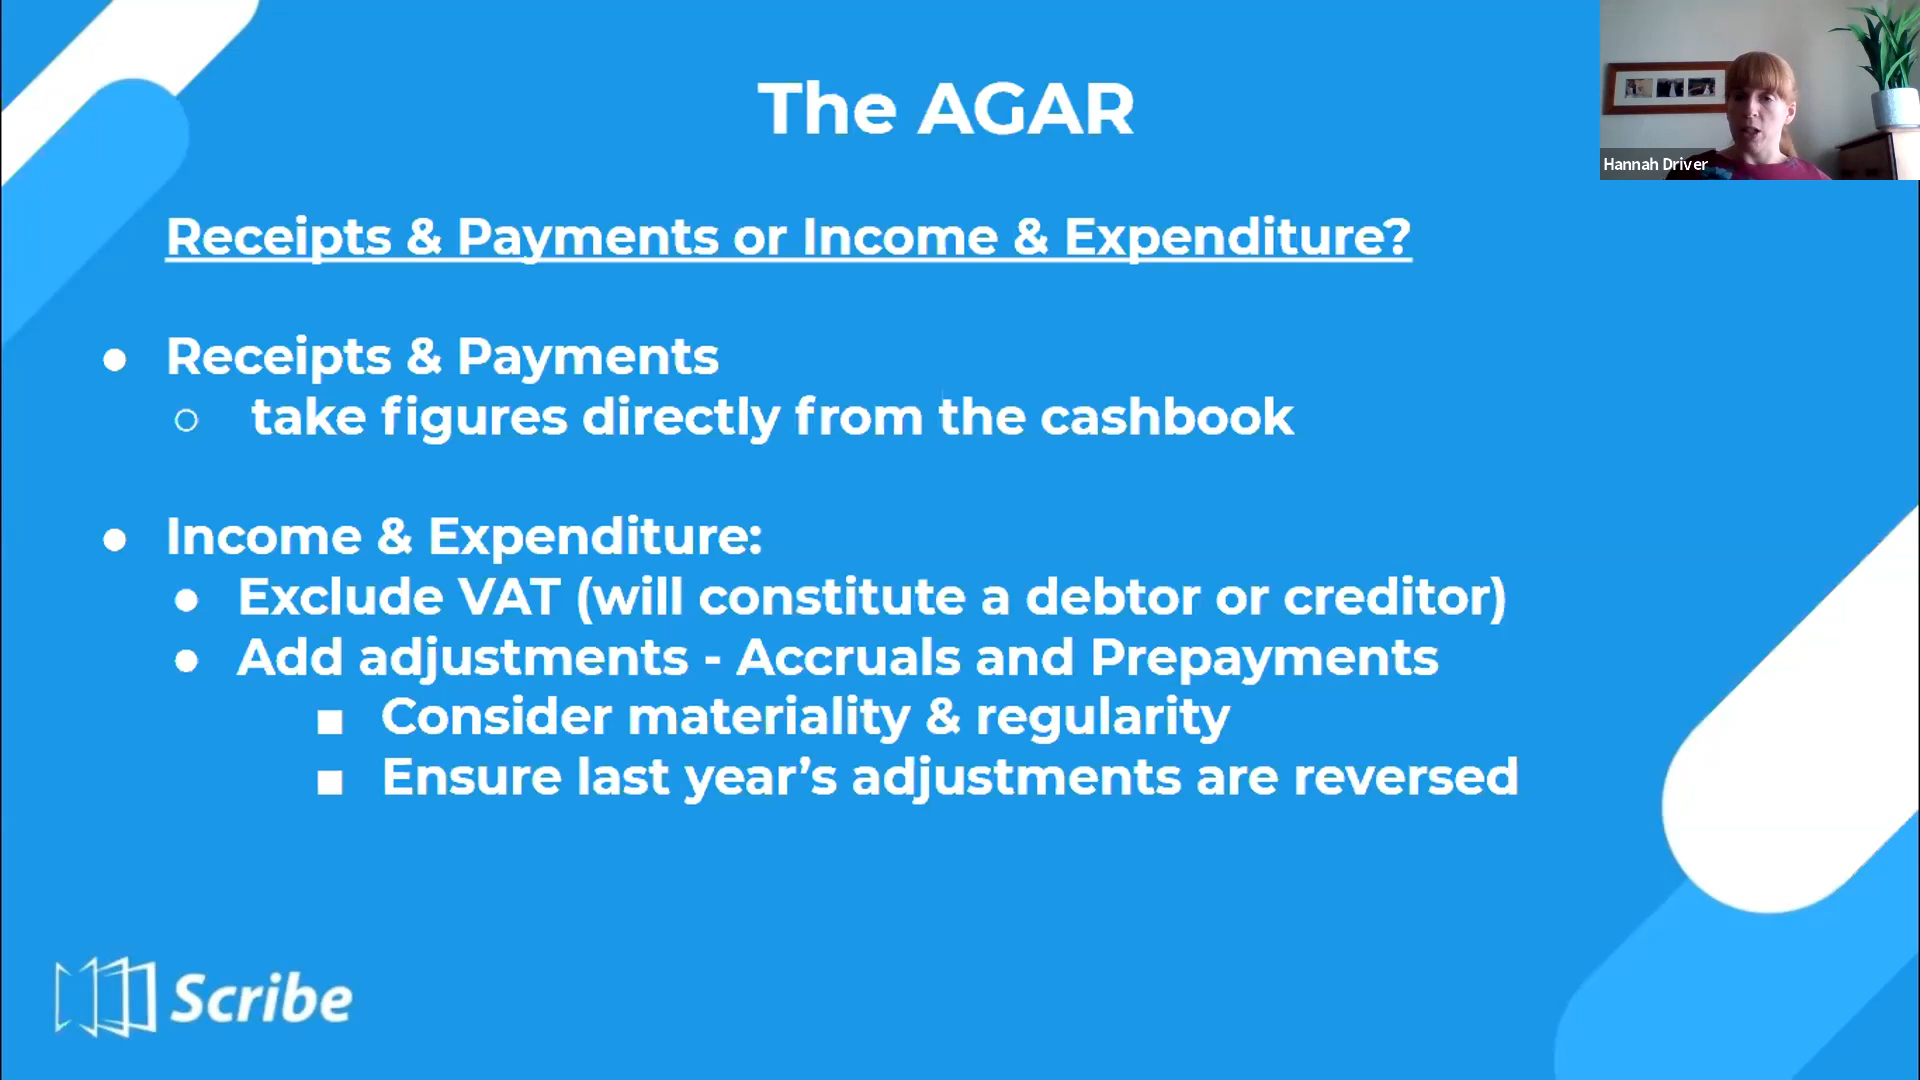 The AGAR
Hannah Driver
Receipts & Payments or Income & Expenditure?
● Receipts & Payments
○ take figures directly from the cashbook
● Income & Expenditure:
● Exclude VAT (will constitute a debtor or creditor)
● Add adjustments - Accruals and Prepayments
■ Consider materiality & regularity
■ Ensure last year’s adjustments are reversed
Scribe